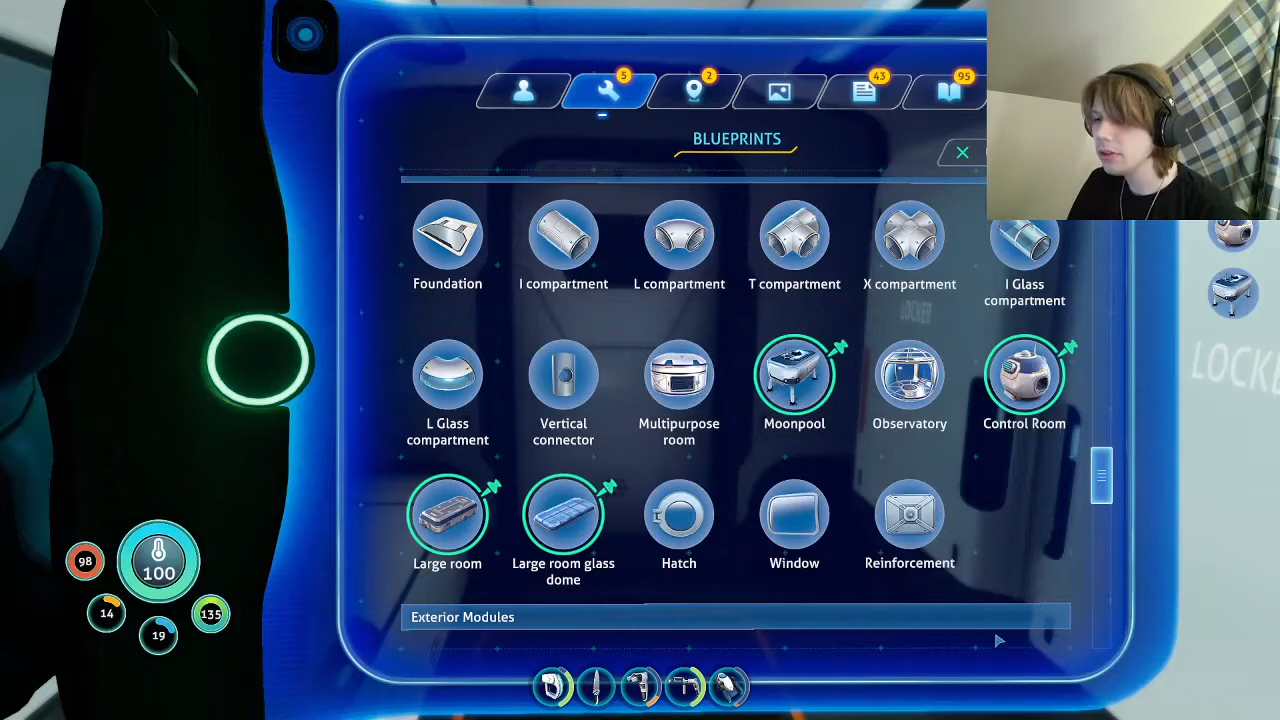 5
2
43
95
BLUEPRINTS
Foundation
I compartment
L compartment
T compartment
X compartment
I Glass
compartment
LOCKER
L Glass
compartment
Vertical
connector
Multipurpose
room
Moonpool
Observatory
Control Room
Large room
Large room glass
dome
Hatch
Window
Reinforcement
Exterior Modules
98
100
14
19
135